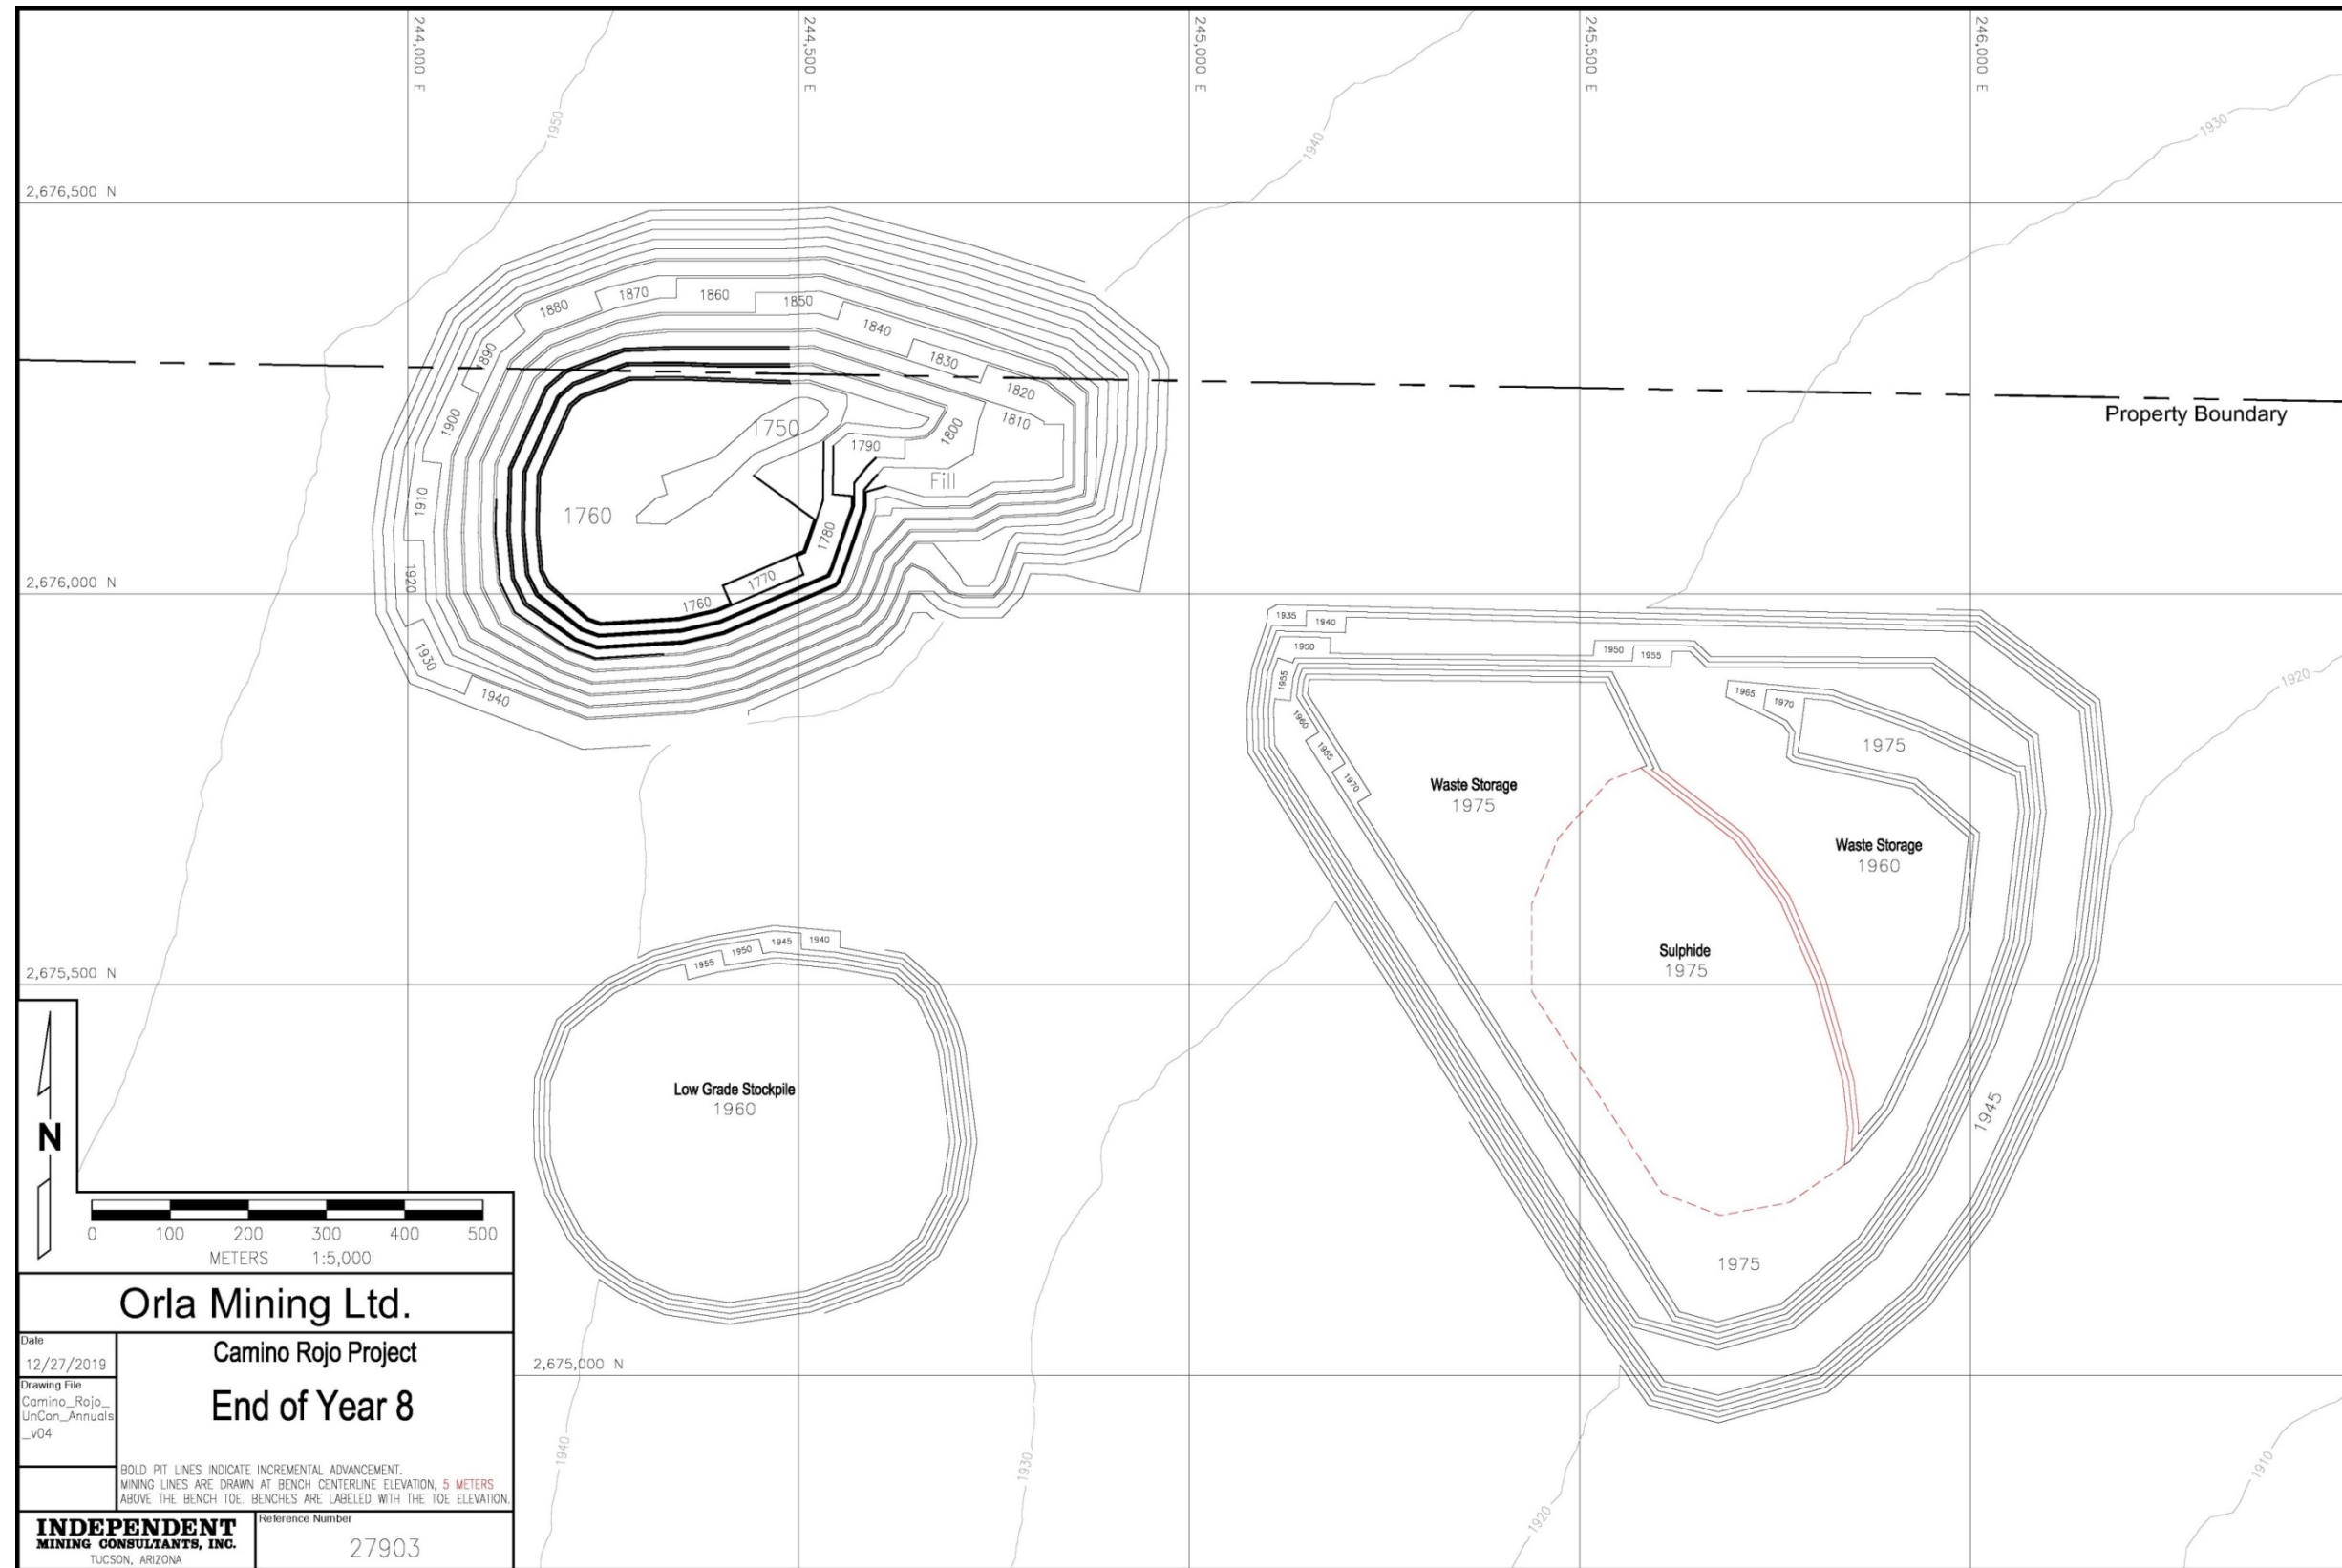 244,000 E
244,500 E
245,000 E
245,500 E
246,000 E
1950
1940
1930
2,676,500 N
1880
1870
1860
1850
1840
1830
1820
1810
1890
1900
1910
1920
1930
1940
1750
1790
1800
Fill
1760
1780
1770
1760
Property Boundary
2,676,000 N
1935
1940
1950
1950
1955
1955
1960
1965
1970
1965
1970
1975
1920
Waste Storage
1975
Waste Storage
1960
Sulphide
1975
1945
1975
2,675,500 N
1955
1950
1945
1940
Low Grade Stockpile
1960
2,675,000 N
1940
1930
1920
1910
N
0 100 200 300 400 500
METERS 1:5,000
Orla Mining Ltd.
Date
12/27/2019
Drawing File
Camino_Rojo_
UnCon_Annuals
_v04
Camino Rojo Project
End of Year 8
BOLD PIT LINES INDICATE INCREMENTAL ADVANCEMENT.
MINING LINES ARE DRAWN AT BENCH CENTERLINE ELEVATION, 5 METERS
ABOVE THE BENCH TOE. BENCHES ARE LABELED WITH THE TOE ELEVATION.
INDEPENDENT
MINING CONSULTANTS, INC.
TUCSON, ARIZONA
Reference Number
27903